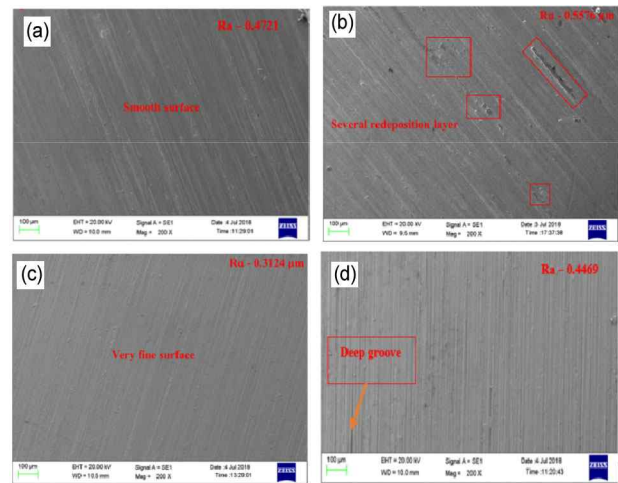 (a)
Ra – 0.4721
Smooth surface
100 µm
EHT = 20.00 kV
WD = 10.0 mm
Signal A = SE1
Mag = 200 X
Date :4 Jul 2018
Time :11:29:01
ZEISS
(b)
Ra – 0.5576 µm
Several redeposition layer
100 µm
EHT = 20.00 kV
WD = 9.5 mm
Signal A = SE1
Mag = 200 X
Date :3 Jul 2018
Time :17:37:38
ZEISS
(c)
Ra – 0.3124 µm
Very fine surface
100 µm
EHT = 20.00 kV
WD = 10.0 mm
Signal A = SE1
Mag = 200 X
Date :4 Jul 2018
ZEISS
(d)
Ra – 0.4469
Deep groove
100 µm
EHT = 20.00 kV
WD = 10.0 mm
Signal A = SE1
Mag = 200 X
Date :4 Jul 2018
Time :11:20:43
ZEISS